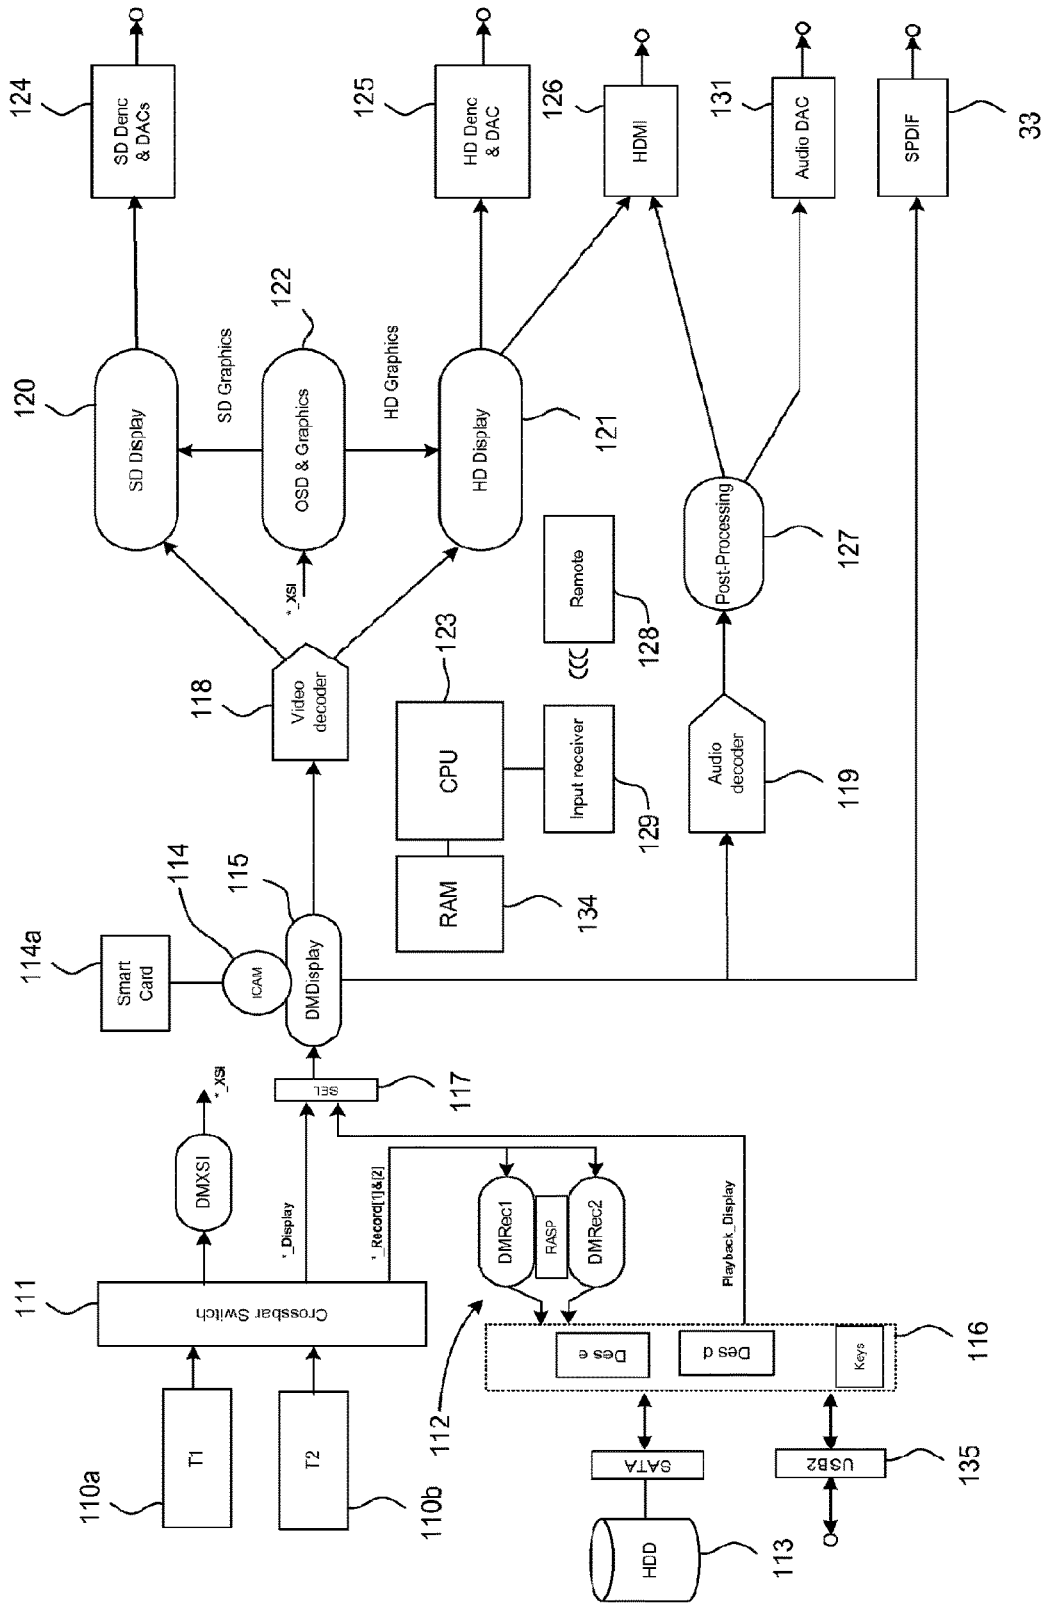 110a
T1
110b
T2
111
Crossbar Switch
DMXSI
*_XSI
*_Display
*_Record[1]&[2]
SEL
117
112
DMRec1
RASP
DMRec2
Playback_Display
Des e
Des d
Keys
116
SATA
HDD
113
USB2
135
114a
Smart
Card
114
ICAM
115
DMDisplay
118
Video
decoder
123
CPU
RAM
134
Input receiver
129
Remote
128
CCC
Audio
decoder
119
Post-Processing
127
120
SD Display
SD Graphics
122
OSD & Graphics
*_XSI
HD Graphics
HD Display
121
124
SD Denc
& DACs
125
HD Denc
& DAC
126
HDMI
131
Audio DAC
SPDIF
33